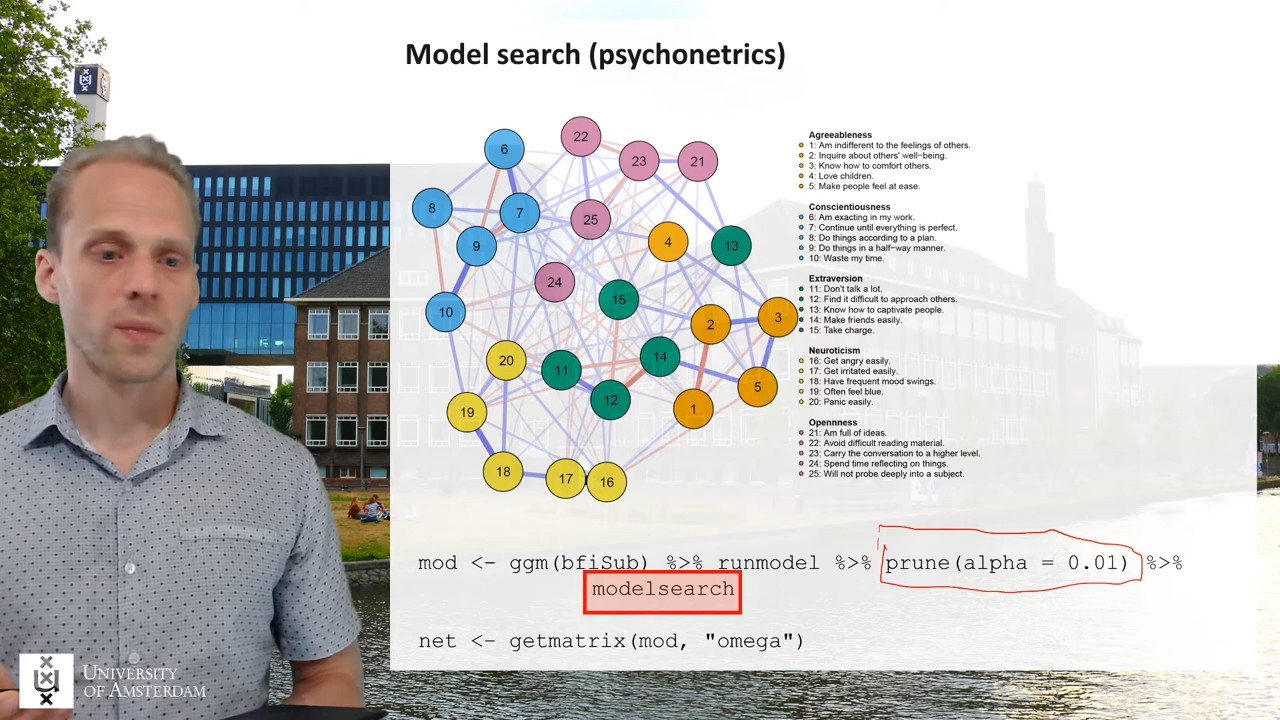 Model search (psychonetrics)
6
22
23
21
8
7
25
9
4
13
24
15
10
2
3
20
11
14
5
12
1
19
18
17
16
Agreeableness
1: Am indifferent to the feelings of others.
2: Inquire about others' well−being.
3: Know how to comfort others.
4: Love children.
5: Make people feel at ease.
Conscientiousness
6: Am exacting in my work.
7: Continue until everything is perfect.
8: Do things according to a plan.
9: Do things in a half−way manner.
10: Waste my time.
Extraversion
11: Don't talk a lot.
12: Find it difficult to approach others.
13: Know how to captivate people.
14: Make friends easily.
15: Take charge.
Neuroticism
16: Get angry easily.
17: Get irritated easily.
18: Have frequent mood swings.
19: Often feel blue.
20: Panic easily.
Opennness
21: Am full of ideas.
22: Avoid difficult reading material.
23: Carry the conversation to a higher level.
24: Spend time reflecting on things.
25: Will not probe deeply into a subject.
mod <- ggm(bfiSub) %>% runmodel %>% prune(alpha = 0.01) %>%
modelsearch
net <- getmatrix(mod, "omega")
UNIVERSITY
OF AMSTERDAM